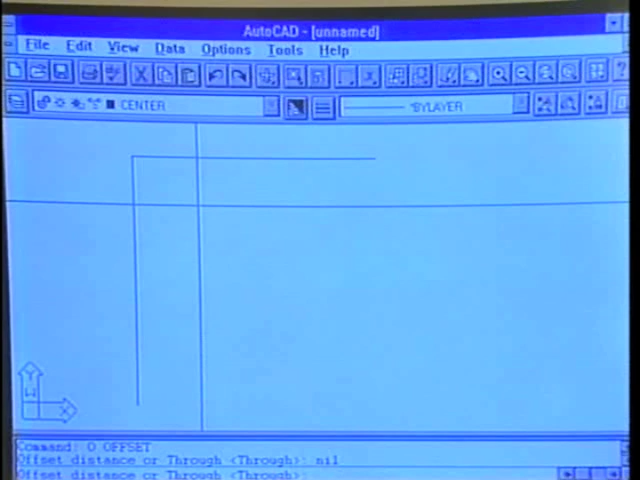 AutoCAD - [unnamed]
File Edit View Data Options Tools Help
CENTER BYLAYER
Y
W
X
Command: O OFFSET
Offset distance or Through <Through>: nil
Offset distance or Through <Through>: